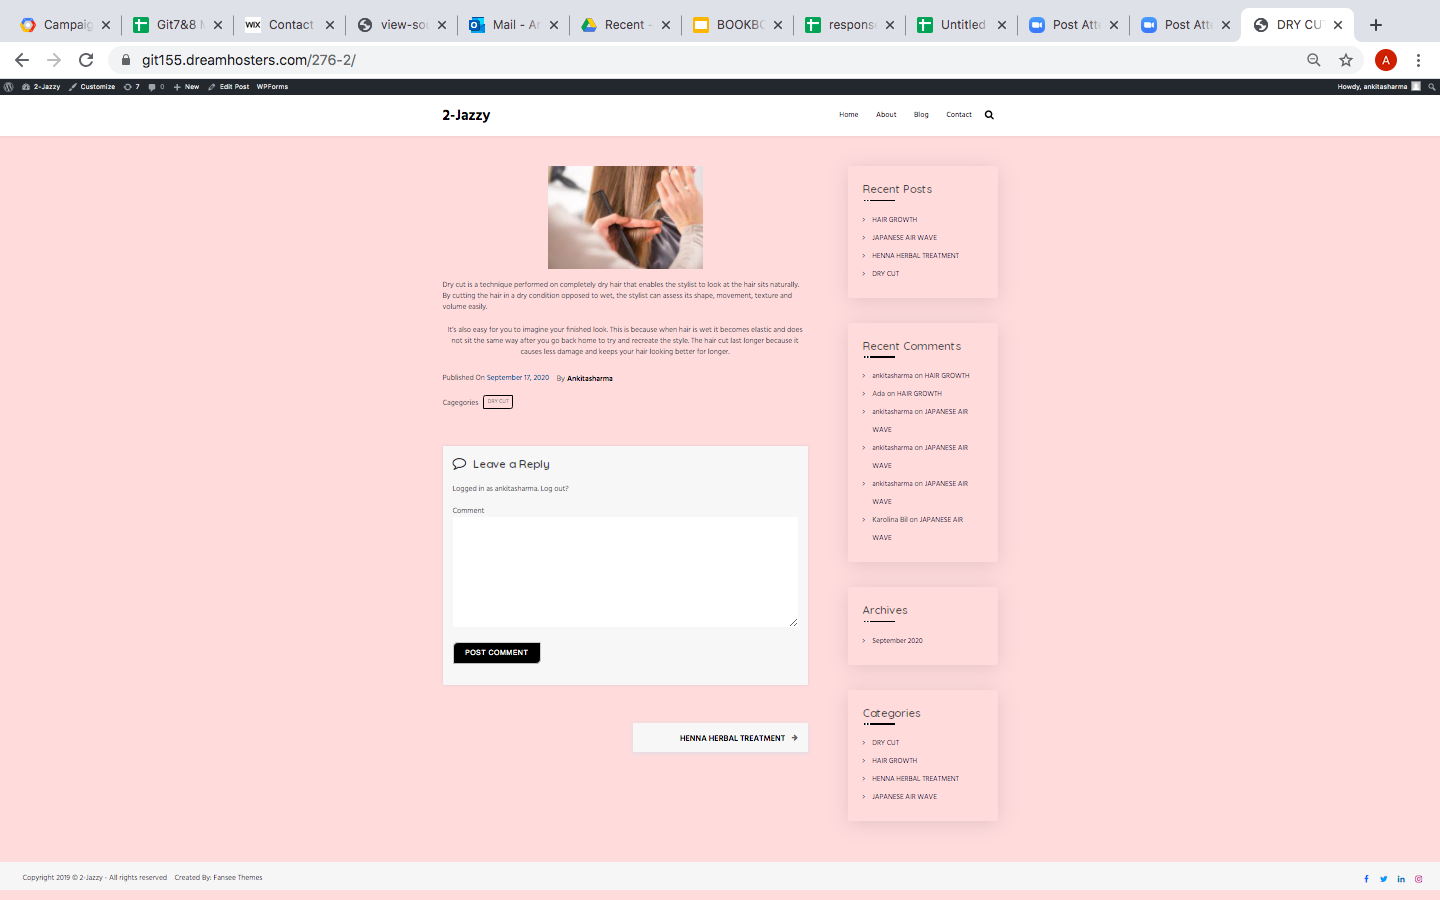 Campaig
Git7&8 M
WIX Contact
view-sou
Mail - An
Recent -
BOOKBO
respons
Untitled
Post Atte
Post Atte
DRY CU
git155.dreamhosters.com/276-2/
A
2-Jazzy Customize 7 0 New Edit Post WPForms
Howdy, ankitasharma
2-Jazzy
Home About Blog Contact
Dry cut is a technique performed on completely dry hair that enables the stylist to look at the hair sits naturally.
By cutting the hair in a dry condition opposed to wet, the stylist can assess its shape, movement, texture and
volume easily.
It's also easy for you to imagine your finished look. This is because when hair is wet it becomes elastic and does
not sit the same way after you go back home to try and recreate the style. The hair cut last longer because it
causes less damage and keeps your hair looking better for longer.
Published On September 17, 2020 By Ankitasharma
Cagegories DRY CUT
Leave a Reply
Logged in as ankitasharma. Log out?
Comment
POST COMMENT
HENNA HERBAL TREATMENT
Recent Posts
HAIR GROWTH
JAPANESE AIR WAVE
HENNA HERBAL TREATMENT
DRY CUT
Recent Comments
ankitasharma on HAIR GROWTH
Ada on HAIR GROWTH
ankitasharma on JAPANESE AIR
WAVE
ankitasharma on JAPANESE AIR
WAVE
ankitasharma on JAPANESE AIR
WAVE
Karolina Bil on JAPANESE AIR
WAVE
Archives
September 2020
Categories
DRY CUT
HAIR GROWTH
HENNA HERBAL TREATMENT
JAPANESE AIR WAVE
Copyright 2019 © 2-Jazzy - All rights reserved Created By: Fansee Themes